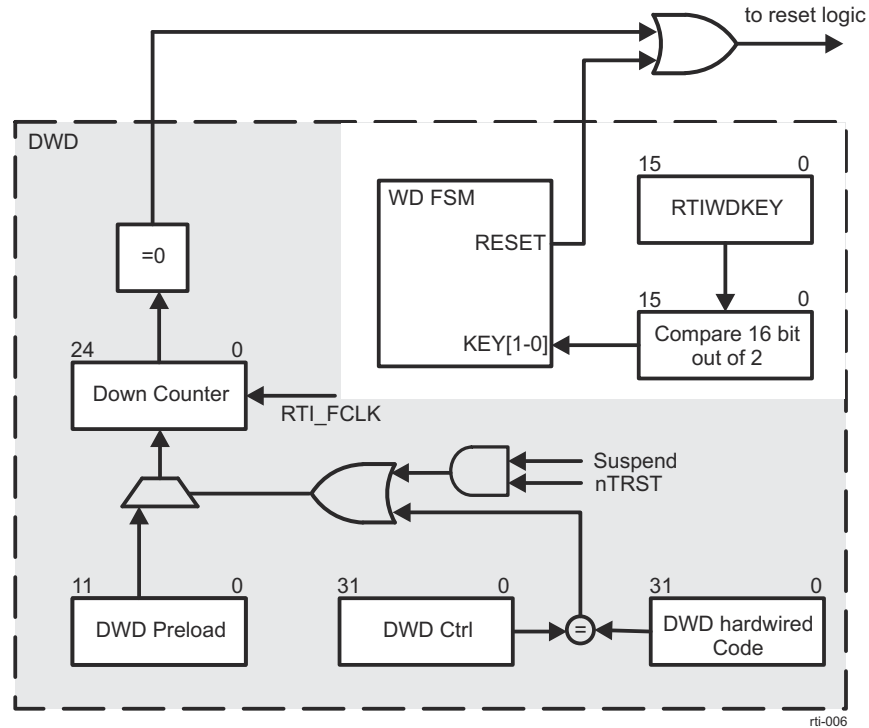 to reset logic
DWD
WD FSM
15 0
RTIWDKEY
RESET
=0
15 0
KEY[1-0]
Compare 16 bit
out of 2
24 0
Down Counter
RTI_FCLK
Suspend
nTRST
11 0
DWD Preload
31 0
DWD Ctrl
=
31 0
DWD hardwired
Code
rti-006